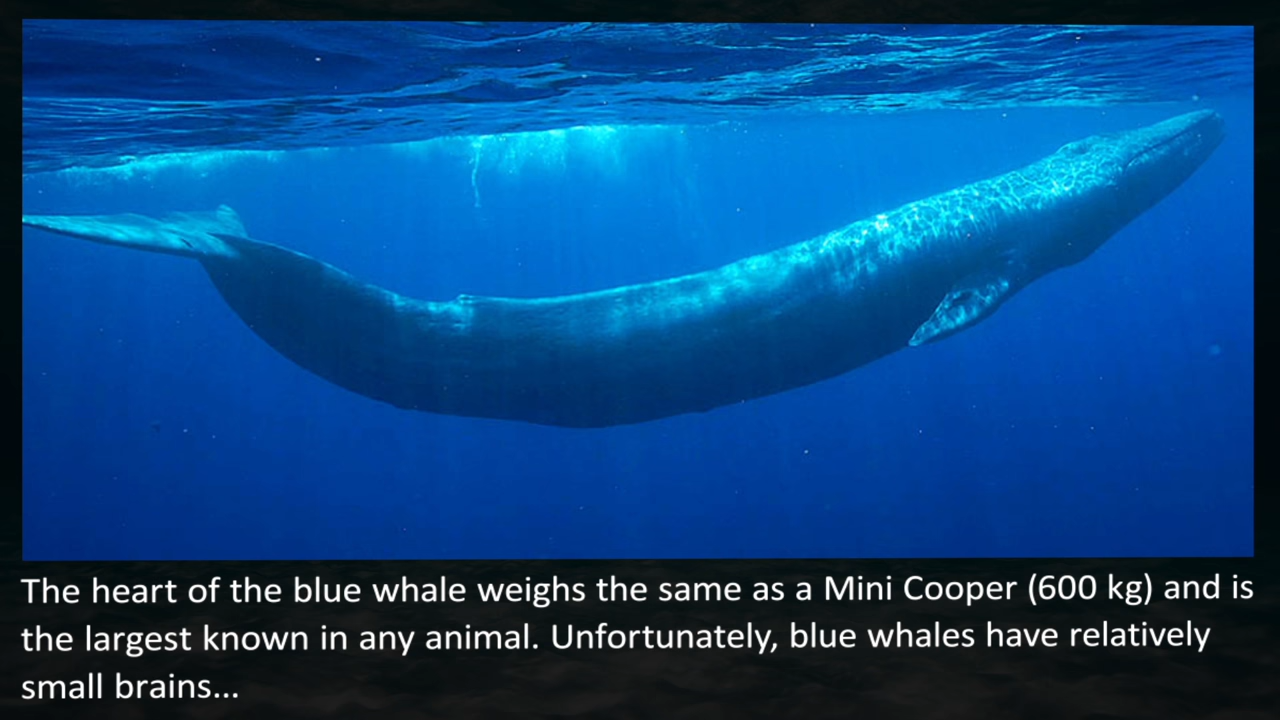 The heart of the blue whale weighs the same as a Mini Cooper (600 kg) and is
the largest known in any animal. Unfortunately, blue whales have relatively
small brains...